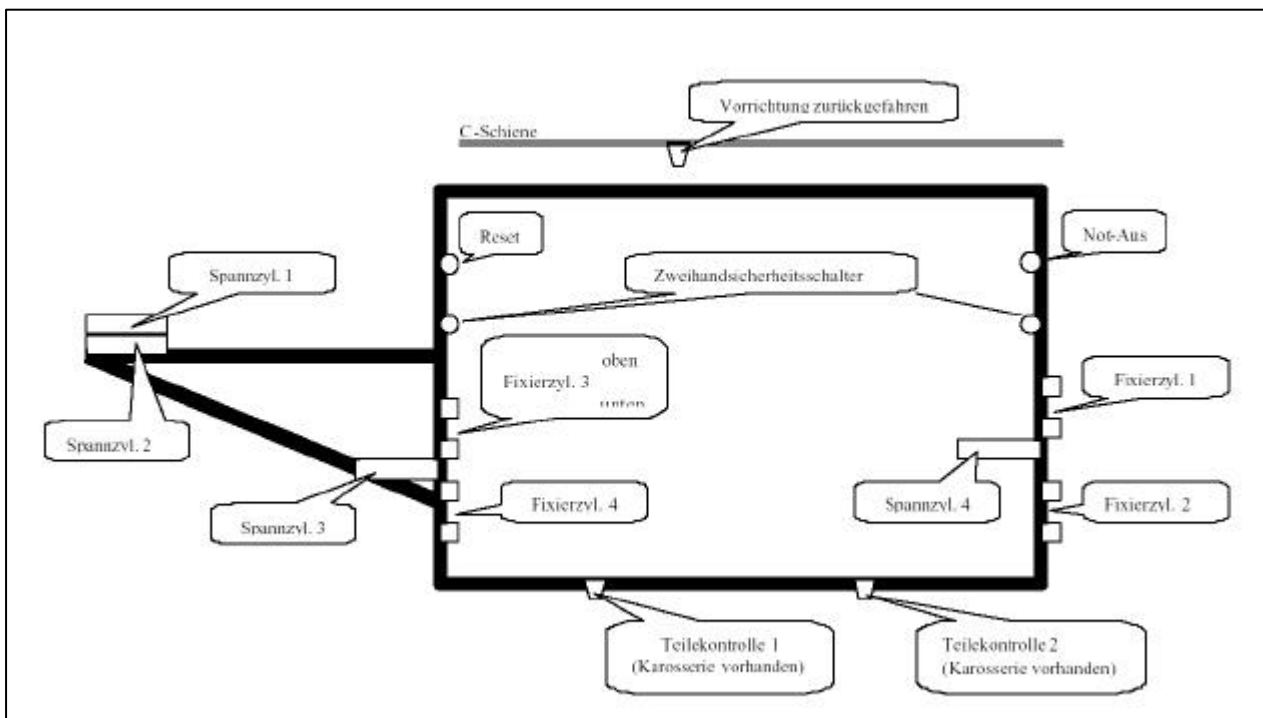 Vorrichtung zurückgefahren
C-Schiene
Reset
Not-Aus
Spannzyl. 1
Zweihandsicherheitsschalter
oben
Fixierzyl. 3
unten
Fixierzyl. 1
Spannzyl. 2
Fixierzyl. 4
Spannzyl. 4
Fixierzyl. 2
Spannzyl. 3
Teilekontrolle 1
(Karosserie vorhanden)
Teilekontrolle 2
(Karosserie vorhanden)